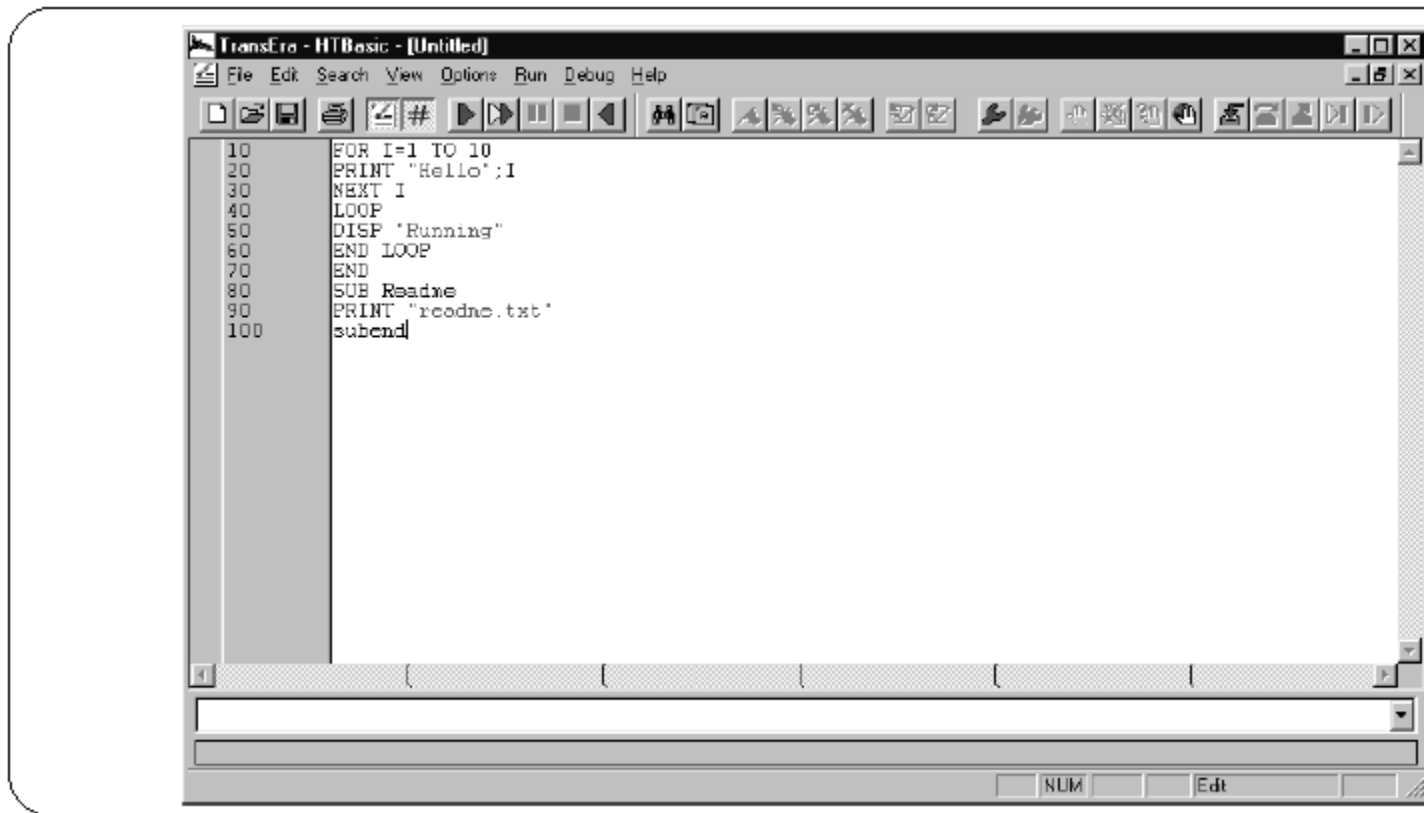 TransEra - HTBasic - [Untitled]
File Edit Search View Options Run Debug Help
10 FOR I=1 TO 10
20 PRINT "Hello";I
30 NEXT I
40 LOOP
50 DISP "Running"
60 END LOOP
70 END
80 SUB Readme
90 PRINT "readme.txt"
100 subend
NUM Edit